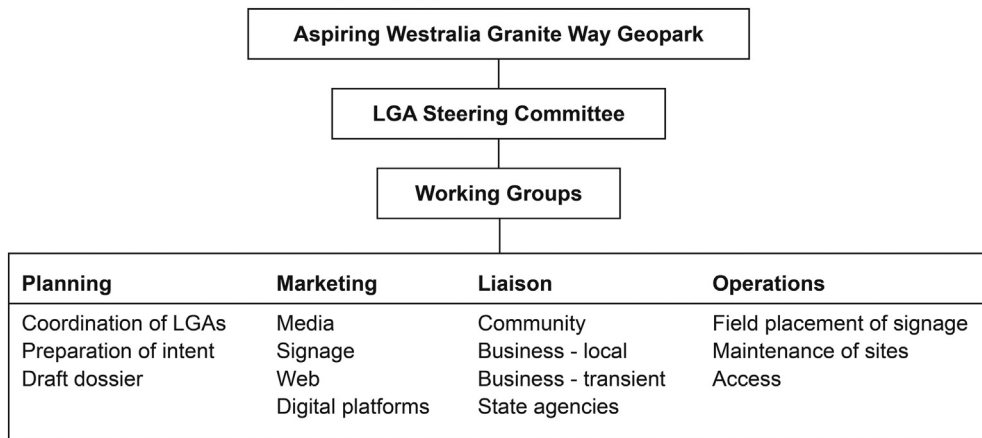 Aspiring Westralia Granite Way Geopark
LGA Steering Committee
Working Groups
Planning
Coordination of LGAs
Preparation of intent
Draft dossier
Marketing
Media
Signage
Web
Digital platforms
Liaison
Community
Business - local
Business - transient
State agencies
Operations
Field placement of signage
Maintenance of sites
Access